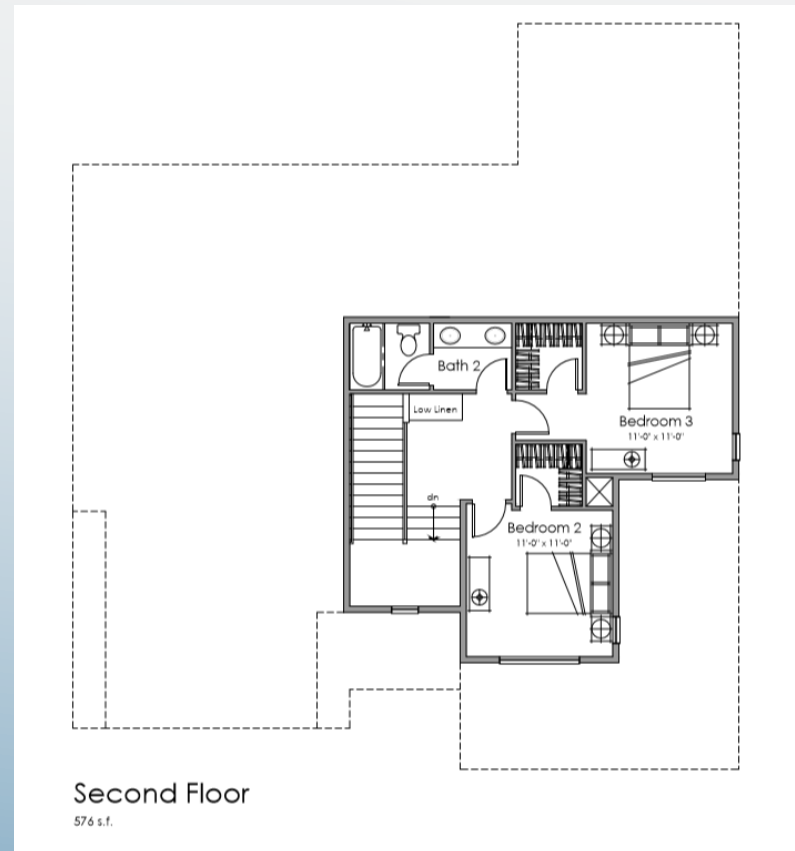 Bath 2
Low Linen
Bedroom 3
11'-0" x 11'-0"
dn
Bedroom 2
11'-0" x 11'-0"
Second Floor
576 s.f.